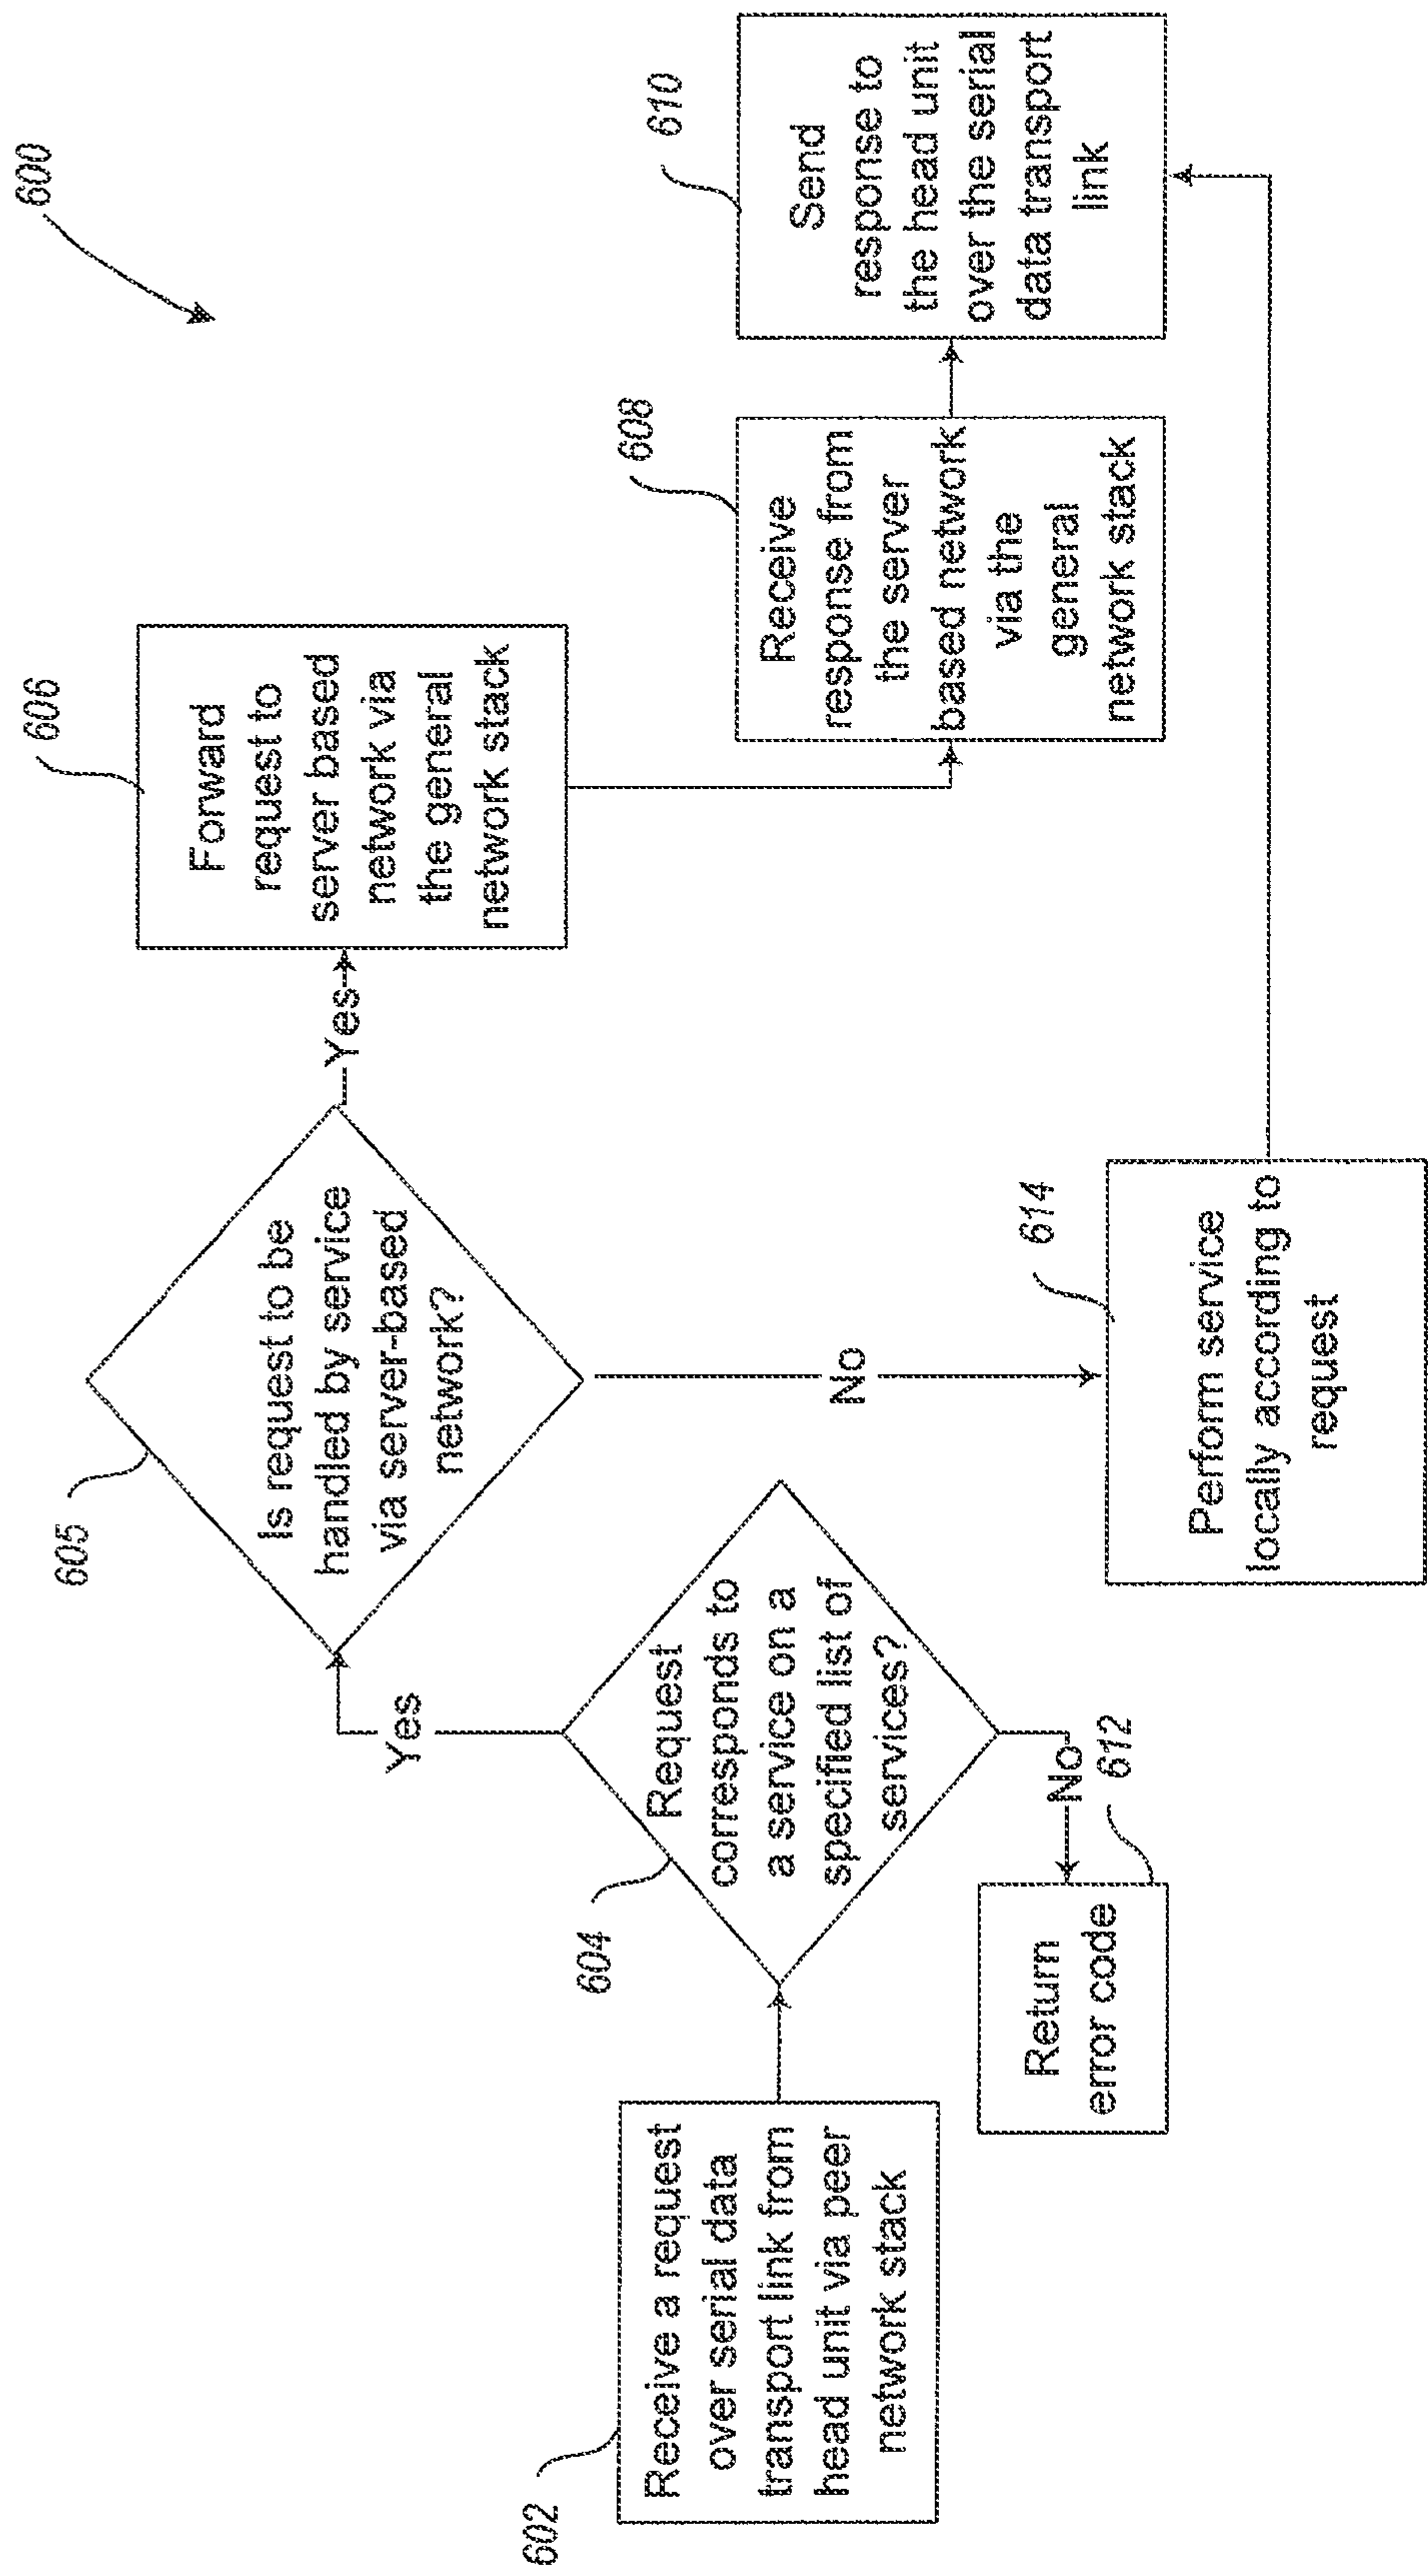 600
602
Receive a request
over serial data
transport link from
head unit via peer
network stack
604
Request
corresponds to
a service on a
specified list of
services?
Yes
No
612
Return
error code
605
Is request to be
handled by service
via server-based
network?
Yes
No
606
Forward
request to
server based
network via
the general
network stack
614
Perform service
locally according to
request
608
Receive
response from
the server
based network
via the
general
network stack
610
Send
response to
the head unit
over the serial
data transport
link